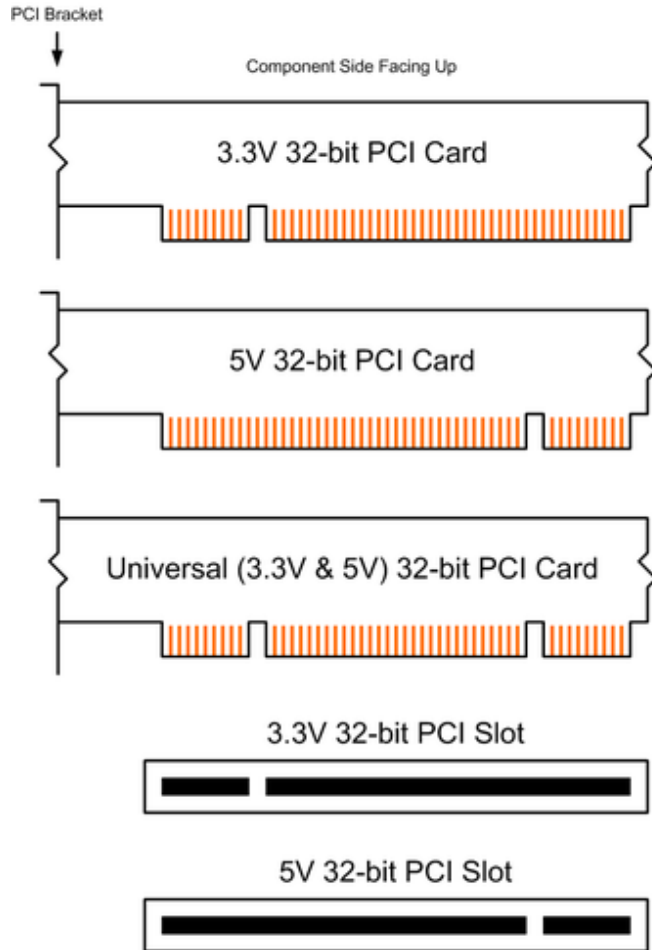 PCI Bracket
Component Side Facing Up
3.3V 32-bit PCI Card
5V 32-bit PCI Card
Universal (3.3V & 5V) 32-bit PCI Card
3.3V 32-bit PCI Slot
5V 32-bit PCI Slot